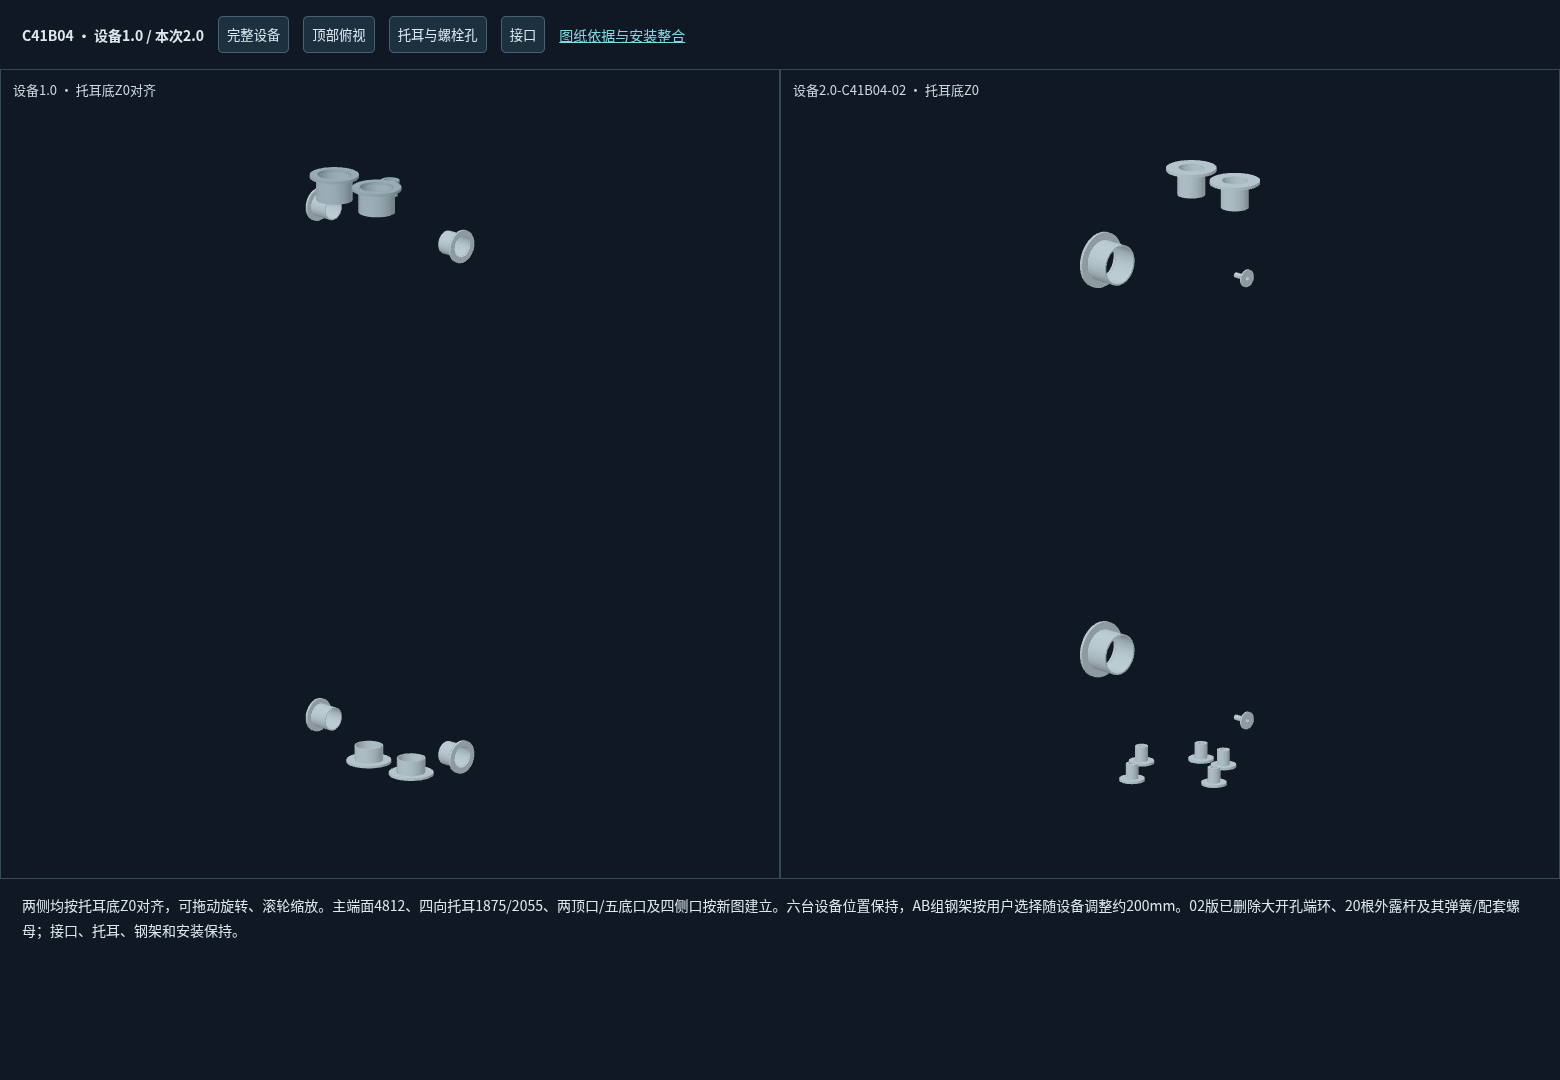 C41B04 · 设备1.0 / 本次2.0
完整设备
顶部俯视
托耳与螺栓孔
接口
图纸依据与安装整合
设备1.0 · 托耳底Z0对齐
设备2.0-C41B04-02 · 托耳底Z0
两侧均按托耳底Z0对齐，可拖动旋转、滚轮缩放。主端面4812、四向托耳1875/2055、两顶口/五底口及四侧口按新图建立。六台设备位置保持，AB组钢架按用户选择随设备调整约200mm。02版已删除大开孔端环、20根外露杆及其弹簧/配套螺
母；接口、托耳、钢架和安装保持。